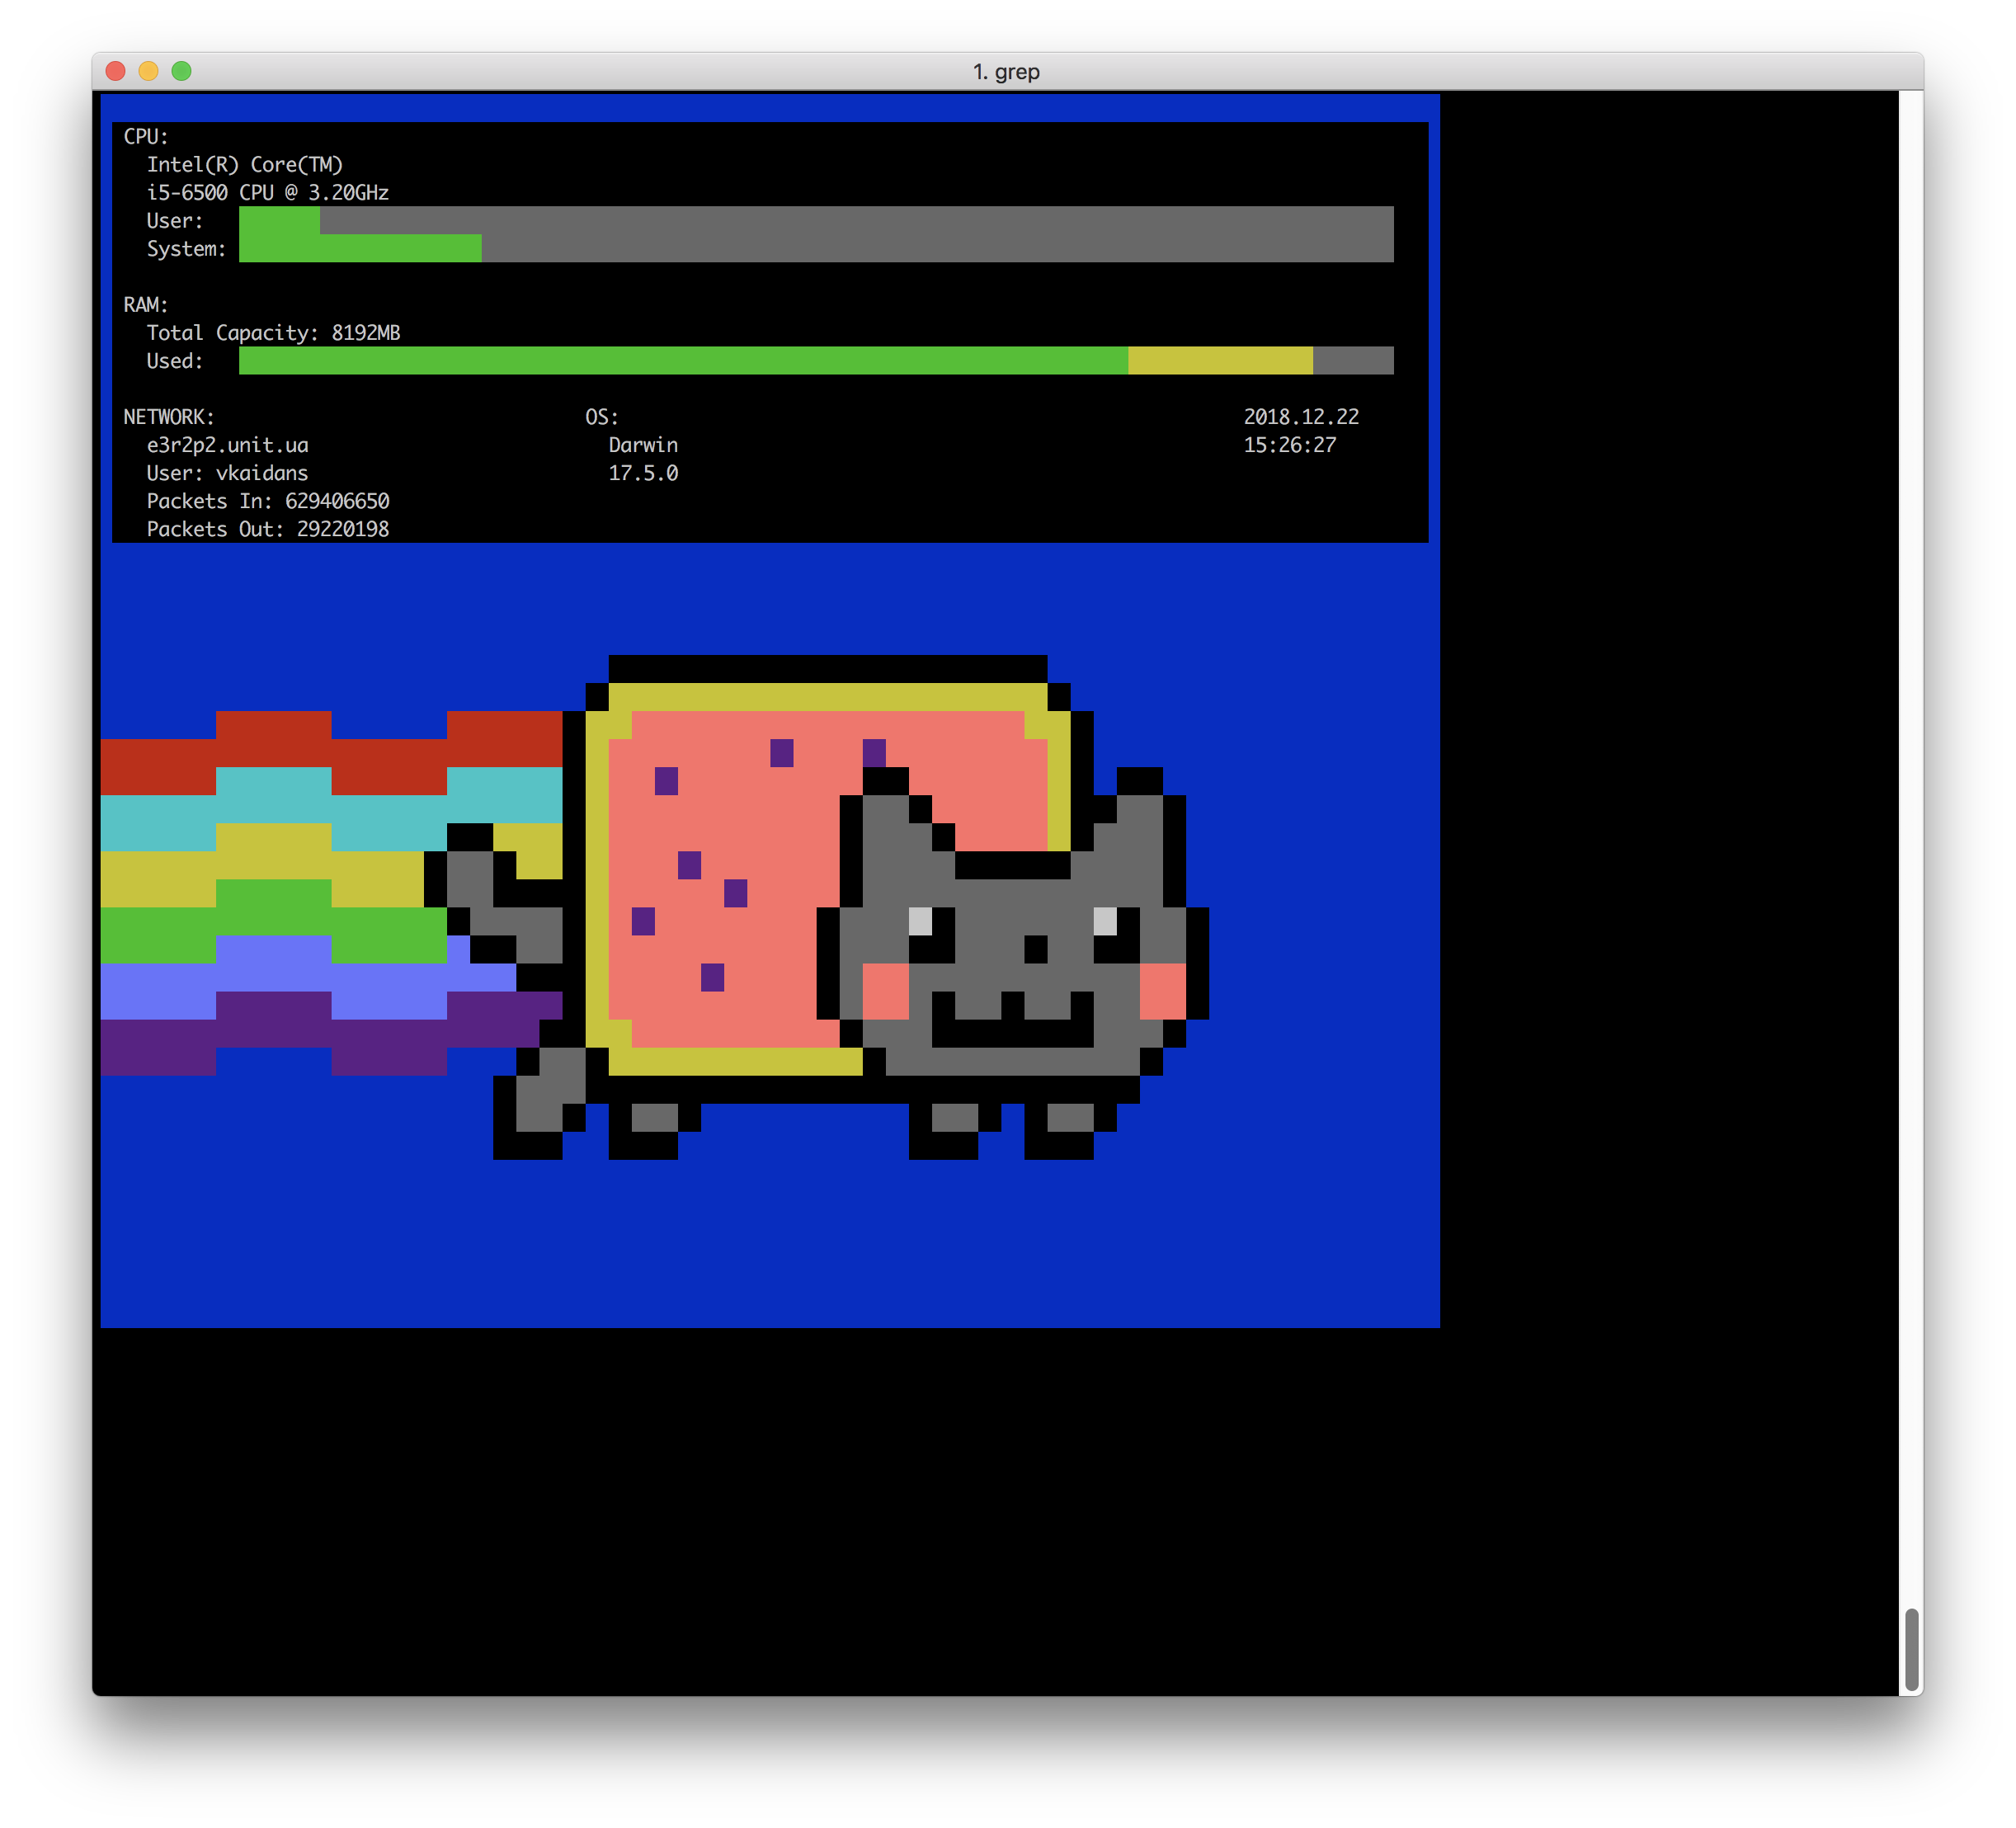 1. grep
CPU:
Intel(R) Core(TM)
i5-6500 CPU @ 3.20GHz
User:
System:
RAM:
Total Capacity: 8192MB
Used:
NETWORK:
e3r2p2.unit.ua
User: vkaidans
Packets In: 629406650
Packets Out: 29220198
OS:
Darwin
17.5.0
2018.12.22
15:26:27